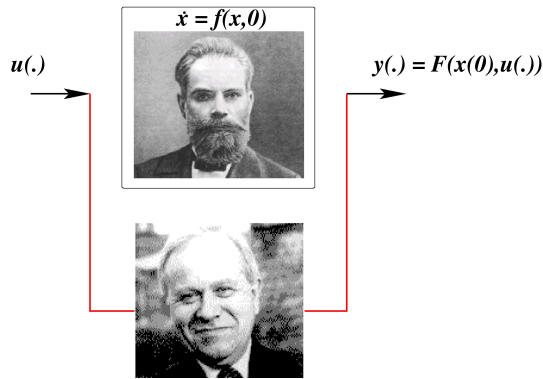 ẋ = f(x,0)
u(.)
y(.) = F(x(0),u(.))